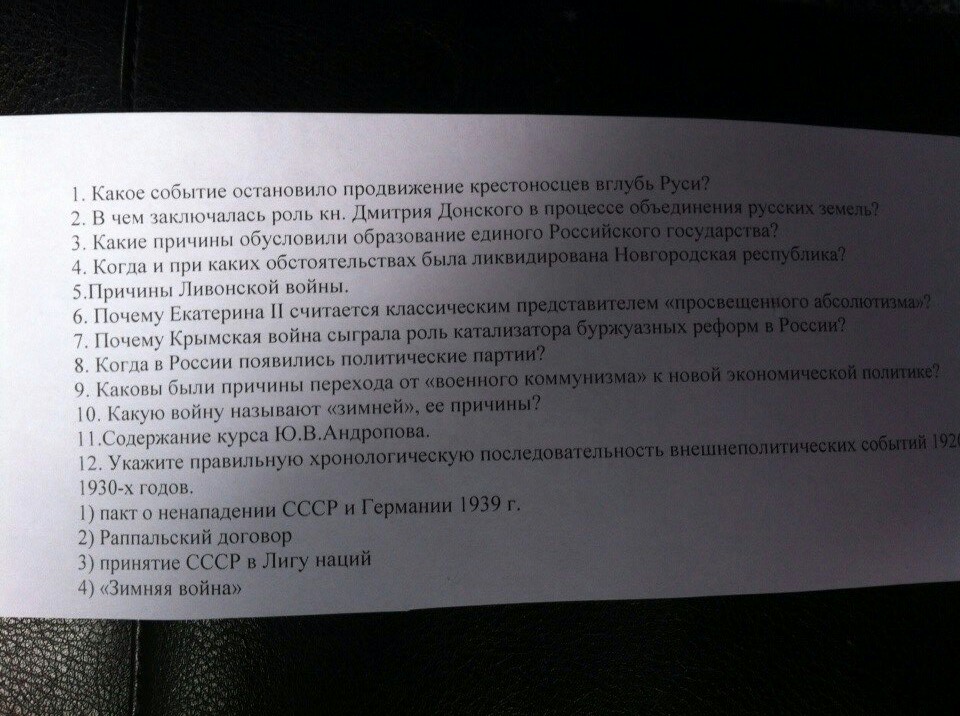 1. Какое событие остановило продвижение крестоносцев вглубь Руси?
2. В чем заключалась роль кн. Дмитрия Донского в процессе объединения русских земель?
3. Какие причины обусловили образование единого Российского государства?
4. Когда и при каких обстоятельствах была ликвидирована Новгородская республика?
5.Причины Ливонской войны.
6. Почему Екатерина II считается классическим представителем «просвещенного абсолютизма»?
7. Почему Крымская война сыграла роль катализатора буржуазных реформ в России?
8. Когда в России появились политические партии?
9. Каковы были причины перехода от «военного коммунизма» к новой экономической политике?
10. Какую войну называют «зимней», ее причины?
11.Содержание курса Ю.В.Андропова.
12. Укажите правильную хронологическую последовательность внешнеполитических событий
1930-х годов.
1) пакт о ненападении СССР и Германии 1939 г.
2) Раппальский договор
3) принятие СССР в Лигу наций
4) «Зимняя война»